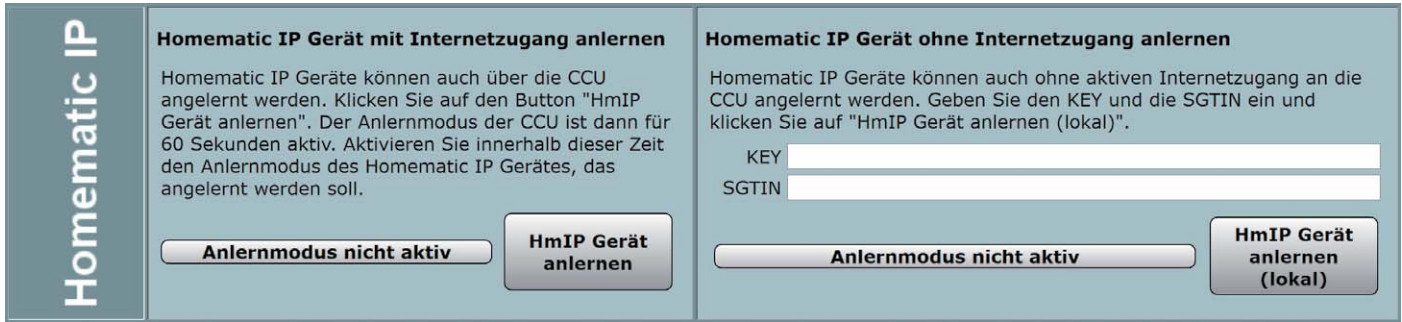 Homematic IP
Homematic IP Gerät mit Internetzugang anlernen
Homematic IP Geräte können auch über die CCU
angelernt werden. Klicken Sie auf den Button "HmIP
Gerät anlernen". Der Anlernmodus der CCU ist dann für
60 Sekunden aktiv. Aktivieren Sie innerhalb dieser Zeit
den Anlernmodus des Homematic IP Gerätes, das
angelernt werden soll.
Anlernmodus nicht aktiv
HmIP Gerät
anlernen
Homematic IP Gerät ohne Internetzugang anlernen
Homematic IP Geräte können auch ohne aktiven Internetzugang an die
CCU angelernt werden. Geben Sie den KEY und die SGTIN ein und
klicken Sie auf "HmIP Gerät anlernen (lokal)".
KEY
SGTIN
Anlernmodus nicht aktiv
HmIP Gerät
anlernen
(lokal)